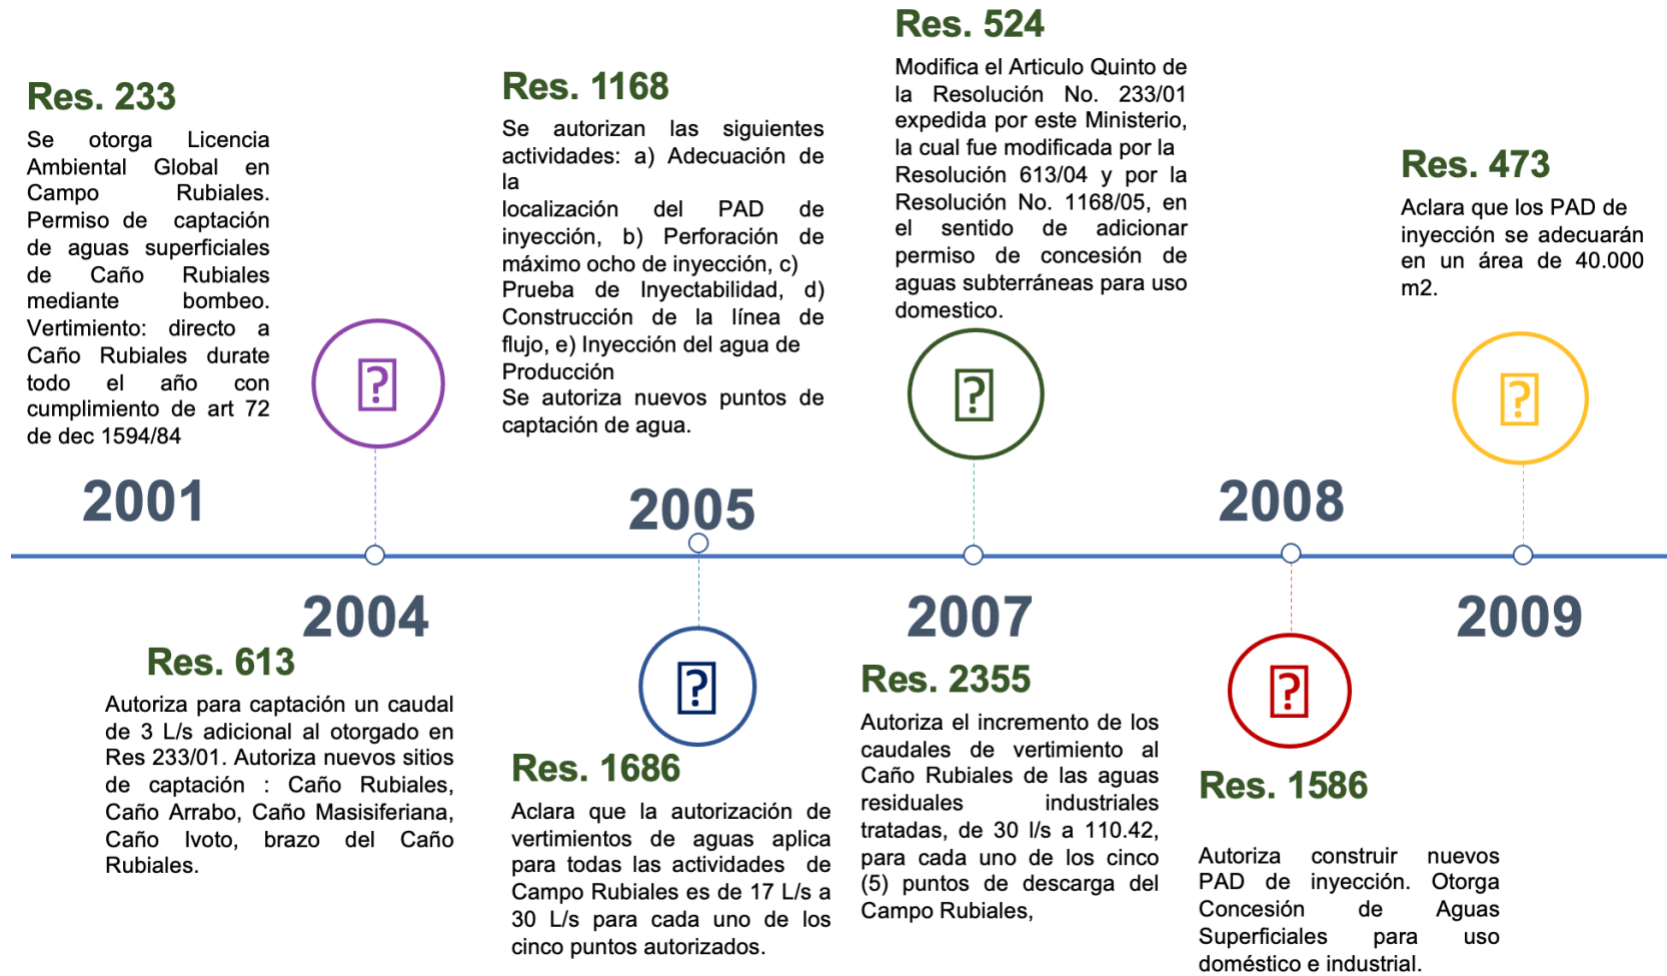 Res. 233
Se otorga Licencia
Ambiental Global en
Campo Rubiales.
Permiso de captación
de aguas superficiales
de Caño Rubiales
mediante bombeo.
Vertimiento: directo a
Caño Rubiales durate
todo el año con
cumplimiento de art 72
de dec 1594/84
2001
2004
Res. 613
Autoriza para captación un caudal
de 3 L/s adicional al otorgado en
Res 233/01. Autoriza nuevos sitios
de captación : Caño Rubiales,
Caño Arrabo, Caño Masisiferiana,
Caño Ivoto, brazo del Caño
Rubiales.
Res. 1168
Se autorizan las siguientes
actividades: a) Adecuación de
la
localización del PAD de
inyección, b) Perforación de
máximo ocho de inyección, c)
Prueba de Inyectabilidad, d)
Construcción de la línea de
flujo, e) Inyección del agua de
Producción
Se autoriza nuevos puntos de
captación de agua.
2005
Res. 1686
Aclara que la autorización de
vertimientos de aguas aplica
para todas las actividades de
Campo Rubiales es de 17 L/s a
30 L/s para cada uno de los
cinco puntos autorizados.
Res. 524
Modifica el Articulo Quinto de
la Resolución No. 233/01
expedida por este Ministerio,
la cual fue modificada por la
Resolución 613/04 y por la
Resolución No. 1168/05, en
el sentido de adicionar
permiso de concesión de
aguas subterráneas para uso
domestico.
2007
Res. 2355
Autoriza el incremento de los
caudales de vertimiento al
Caño Rubiales de las aguas
residuales industriales
tratadas, de 30 l/s a 110.42,
para cada uno de los cinco
(5) puntos de descarga del
Campo Rubiales,
2008
Res. 1586
Autoriza construir nuevos
PAD de inyección. Otorga
Concesión de Aguas
Superficiales para uso
doméstico e industrial.
Res. 473
Aclara que los PAD de
inyección se adecuarán
en un área de 40.000
m2.
2009